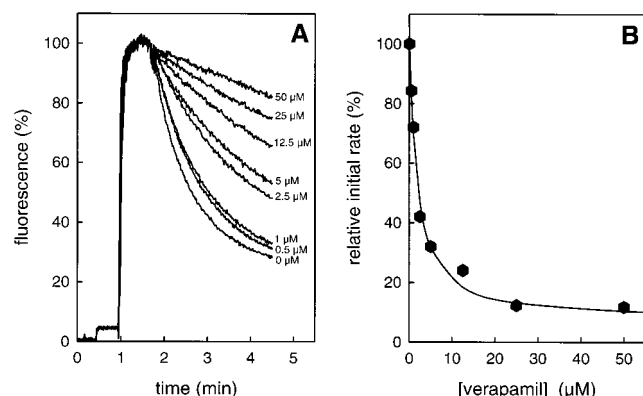 A
fluorescence (%)
100
80
60
40
20
0
50 µM
25 µM
12.5 µM
5 µM
2.5 µM
1 µM
0.5 µM
0 µM
0 1 2 3 4 5
time (min)
B
relative initial rate (%)
100
80
60
40
20
0
0 10 20 30 40 50
[verapamil] (µM)